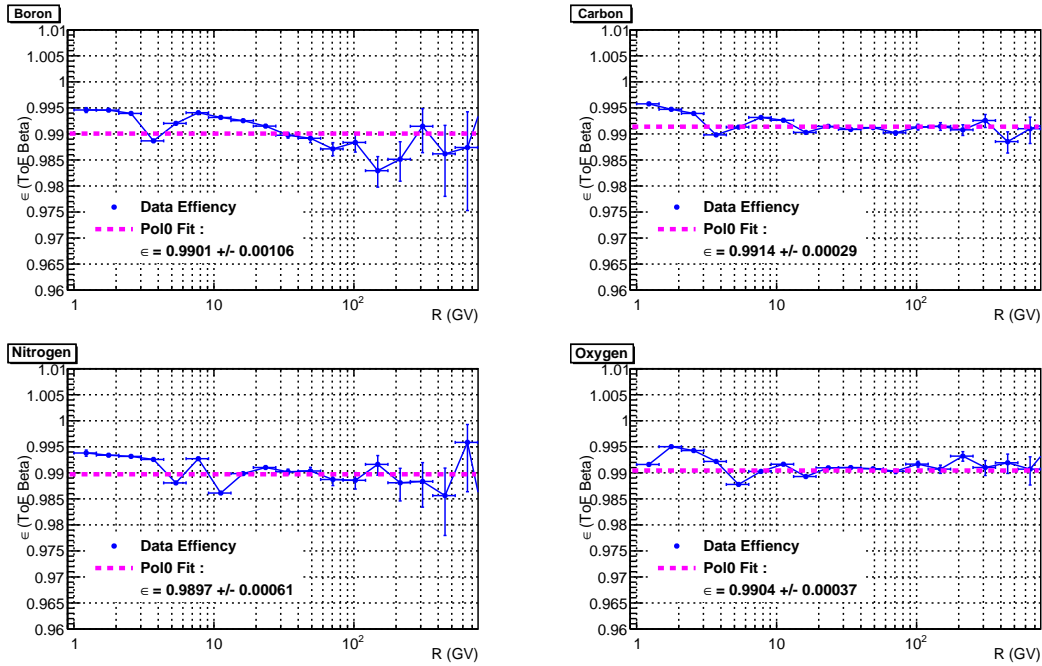 Boron
1.01
1.005
1
0.995
0.99
0.985
0.98
0.975
0.97
0.965
0.96
ϵ (ToF Beta)
Data Effiency
Pol0 Fit :
ϵ = 0.9901 +/- 0.00106
1 10 10²
R (GV)
Carbon
1.01
1.005
1
0.995
0.99
0.985
0.98
0.975
0.97
0.965
0.96
ϵ (ToF Beta)
Data Effiency
Pol0 Fit :
ϵ = 0.9914 +/- 0.00029
1 10 10²
R (GV)
Nitrogen
1.01
1.005
1
0.995
0.99
0.985
0.98
0.975
0.97
0.965
0.96
ϵ (ToF Beta)
Data Effiency
Pol0 Fit :
ϵ = 0.9897 +/- 0.00061
1 10 10²
R (GV)
Oxygen
1.01
1.005
1
0.995
0.99
0.985
0.98
0.975
0.97
0.965
0.96
ϵ (ToF Beta)
Data Effiency
Pol0 Fit :
ϵ = 0.9904 +/- 0.00037
1 10 10²
R (GV)